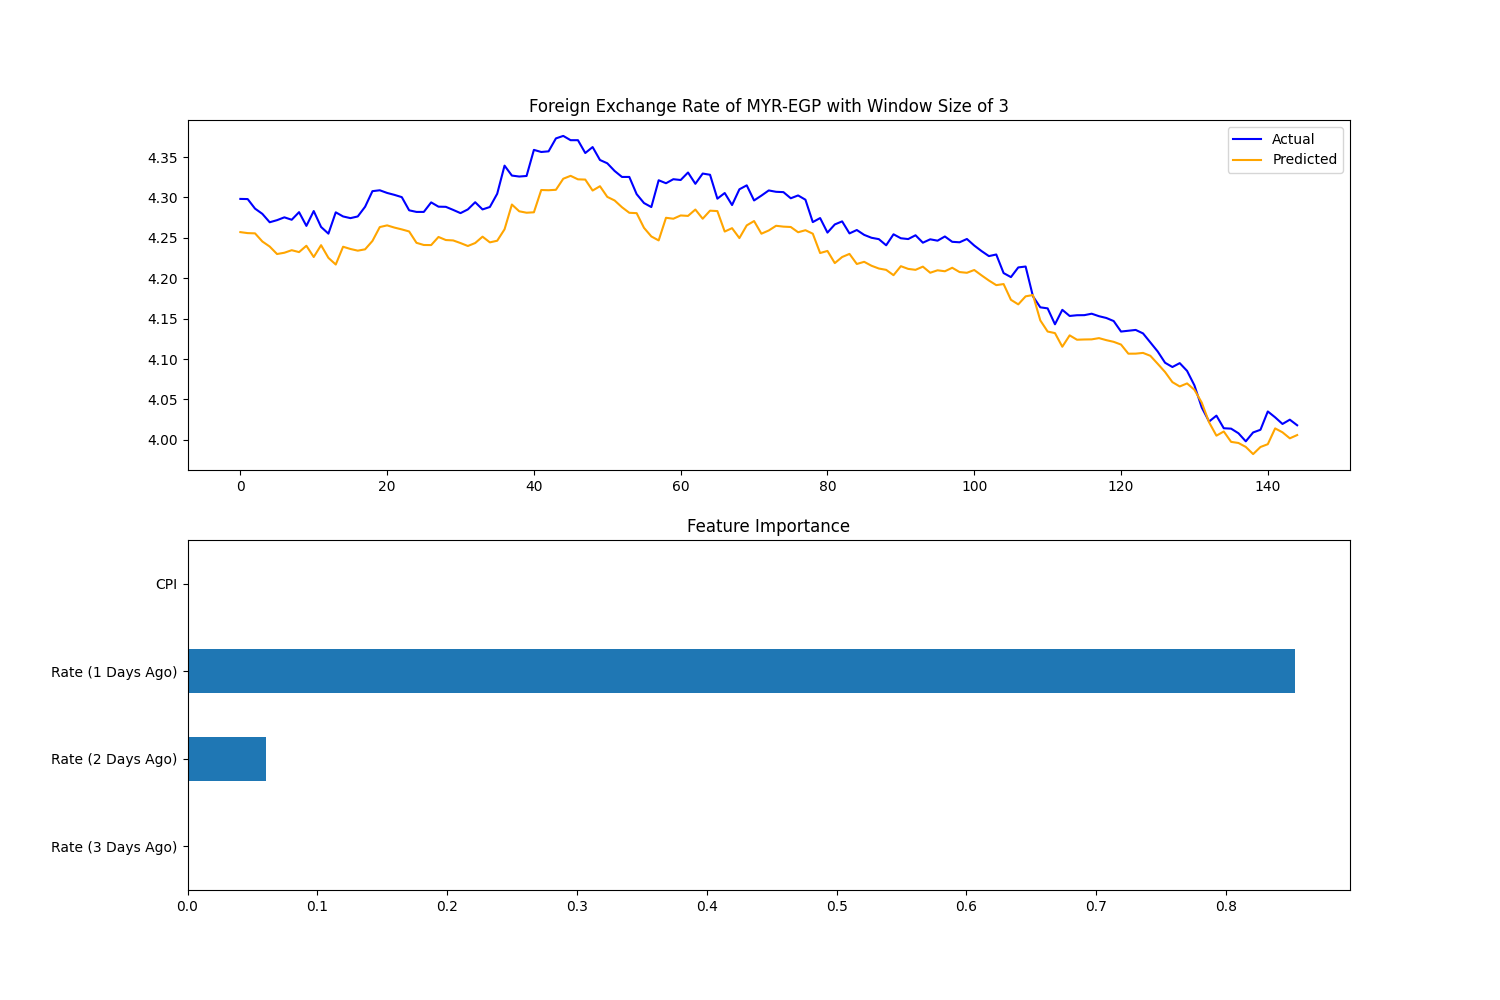 Foreign Exchange Rate of MYR-EGP with Window Size of 3
Actual
Predicted
4.35
4.30
4.25
4.20
4.15
4.10
4.05
4.00
0 20 40 60 80 100 120 140
Feature Importance
CPI
Rate (1 Days Ago)
Rate (2 Days Ago)
Rate (3 Days Ago)
0.0 0.1 0.2 0.3 0.4 0.5 0.6 0.7 0.8